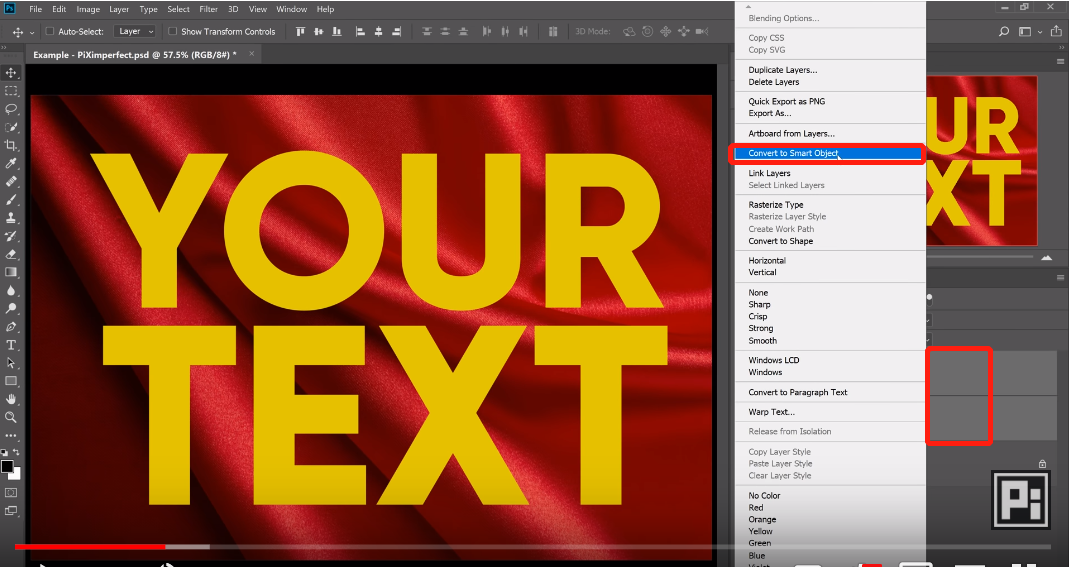 Ps File Edit Image Layer Type Select Filter 3D View Window Help
Auto-Select: Layer Show Transform Controls 3D Mode:
Example - PiXimperfect.psd @ 57.5% (RGB/8#) * ×
YOUR
TEXT
Blending Options...
Copy CSS
Copy SVG
Duplicate Layers...
Delete Layers
Quick Export as PNG
Export As...
Artboard from Layers...
Convert to Smart Object
Link Layers
Select Linked Layers
Rasterize Type
Rasterize Layer Style
Create Work Path
Convert to Shape
Horizontal
Vertical
None
Sharp
Crisp
Strong
Smooth
Windows LCD
Windows
Convert to Paragraph Text
Warp Text...
Release from Isolation
Copy Layer Style
Paste Layer Style
Clear Layer Style
No Color
Red
Orange
Yellow
Green
Blue
Violet
UR
XT
Pi